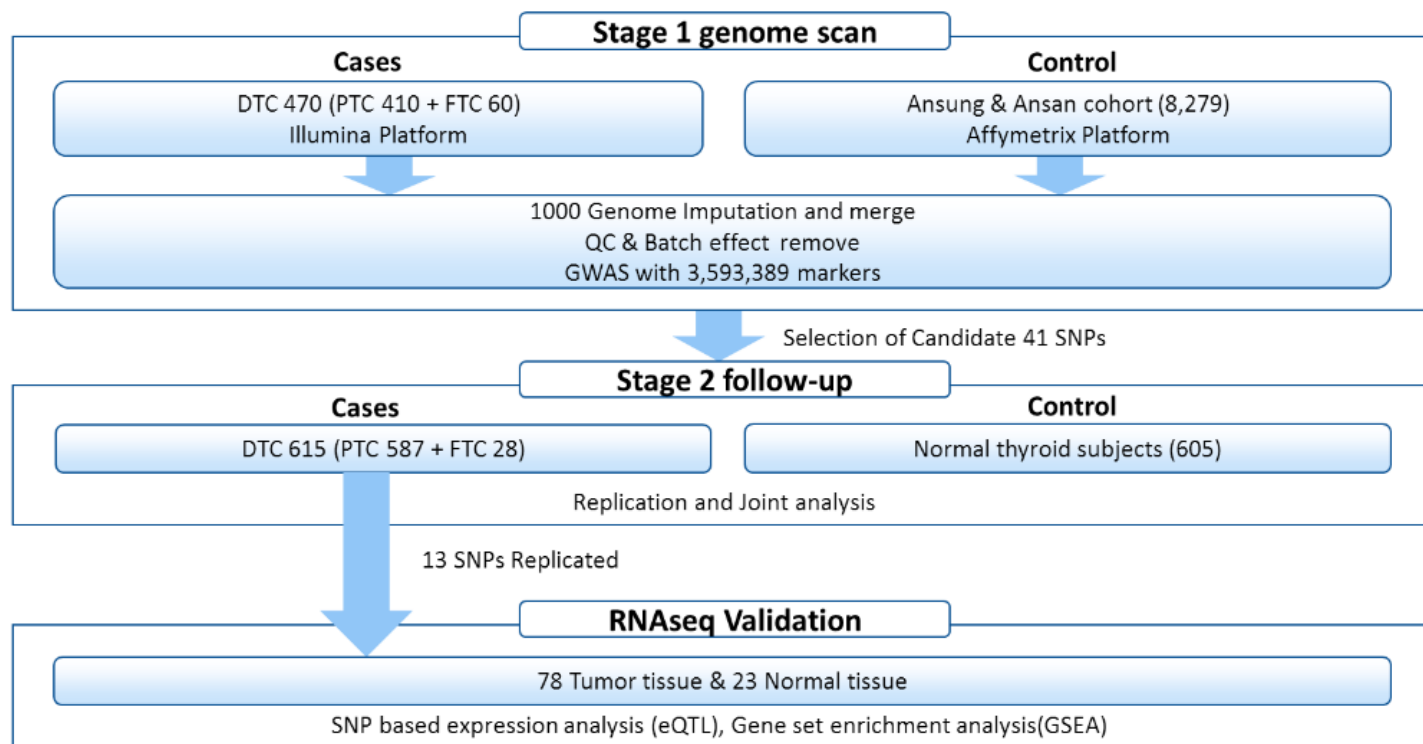 Stage 1 genome scan
Cases
Control
DTC 470 (PTC 410 + FTC 60)
Illumina Platform
Ansung & Ansan cohort (8,279)
Affymetrix Platform
1000 Genome Imputation and merge
QC & Batch effect remove
GWAS with 3,593,389 markers
Selection of Candidate 41 SNPs
Stage 2 follow-up
Cases
Control
DTC 615 (PTC 587 + FTC 28)
Normal thyroid subjects (605)
Replication and Joint analysis
13 SNPs Replicated
RNAseq Validation
78 Tumor tissue & 23 Normal tissue
SNP based expression analysis (eQTL), Gene set enrichment analysis(GSEA)